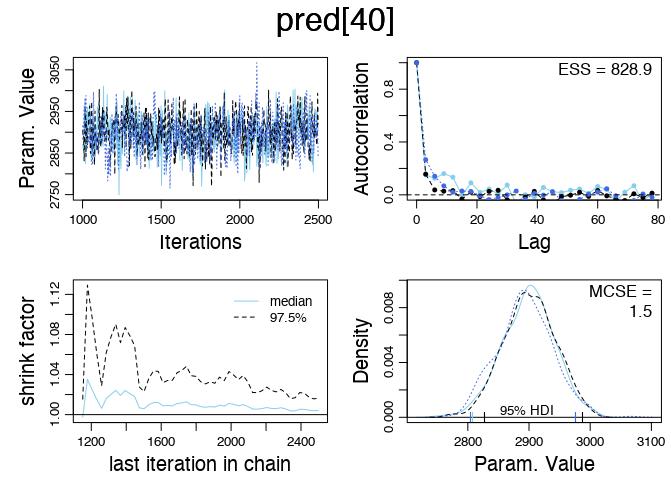 pred[40]
Param. Value
2750 2850 2950 3050
1000 1500 2000 2500
Iterations
Autocorrelation
0.0 0.4 0.8
ESS = 828.9
0 20 40 60 80
Lag
shrink factor
1.00 1.04 1.08 1.12
median
97.5%
1200 1600 2000 2400
last iteration in chain
Density
0.000 0.004 0.008
MCSE =
1.5
95% HDI
2800 2900 3000 3100
Param. Value